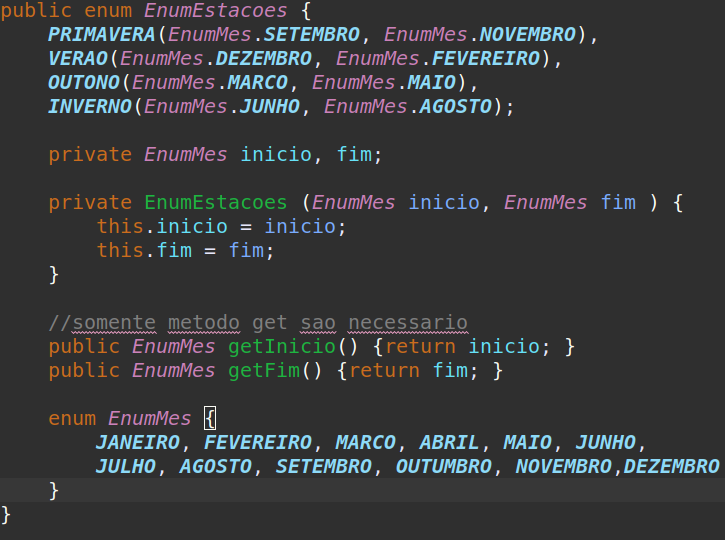 public enum EnumEstacoes {
    PRIMAVERA(EnumMes.SETEMBRO, EnumMes.NOVEMBRO),
    VERAO(EnumMes.DEZEMBRO, EnumMes.FEVEREIRO),
    OUTONO(EnumMes.MARCO, EnumMes.MAIO),
    INVERNO(EnumMes.JUNHO, EnumMes.AGOSTO);

    private EnumMes inicio, fim;

    private EnumEstacoes (EnumMes inicio, EnumMes fim ) {
        this.inicio = inicio;
        this.fim = fim;
    }

    //somente metodo get sao necessario
    public EnumMes getInicio() {return inicio; }
    public EnumMes getFim() {return fim; }

    enum EnumMes {
        JANEIRO, FEVEREIRO, MARCO, ABRIL, MAIO, JUNHO,
        JULHO, AGOSTO, SETEMBRO, OUTUMBRO, NOVEMBRO,DEZEMBRO
    }
}